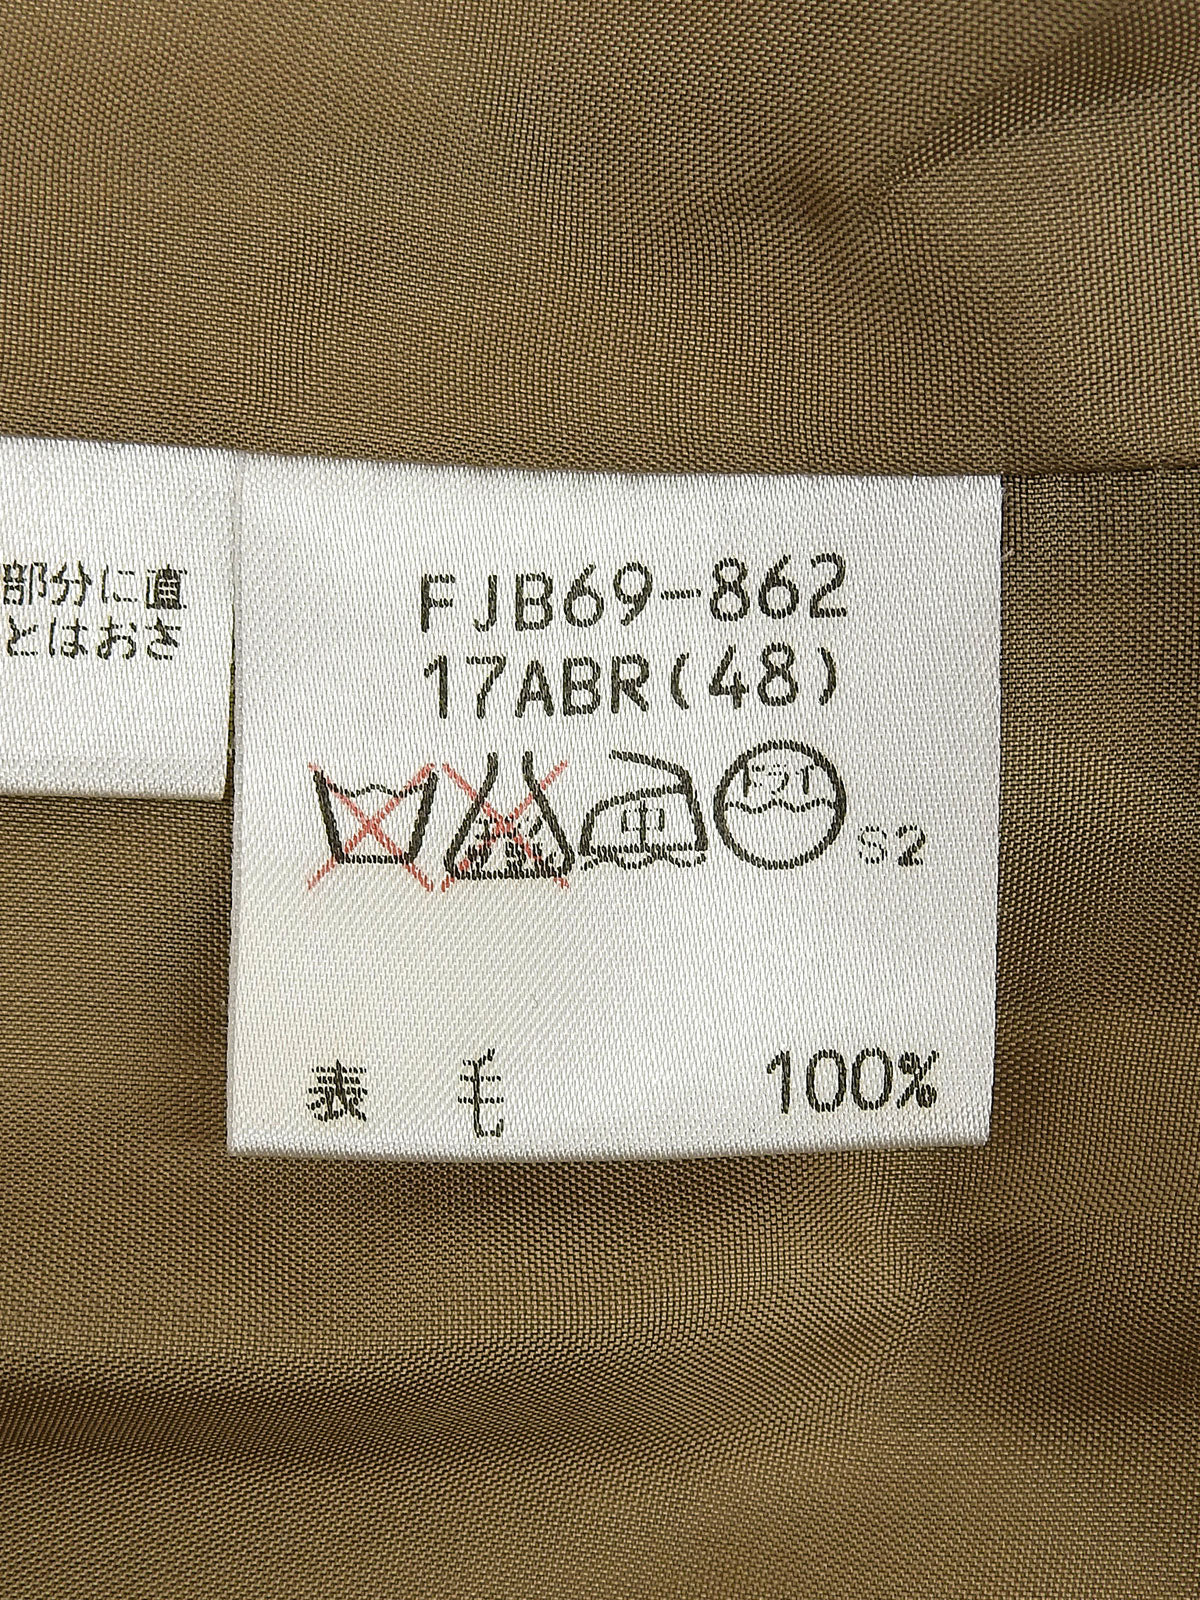 部分に直
とはおさ
FJB69-862
17ABR(48)
中
ドライ
S2
表 毛 100%